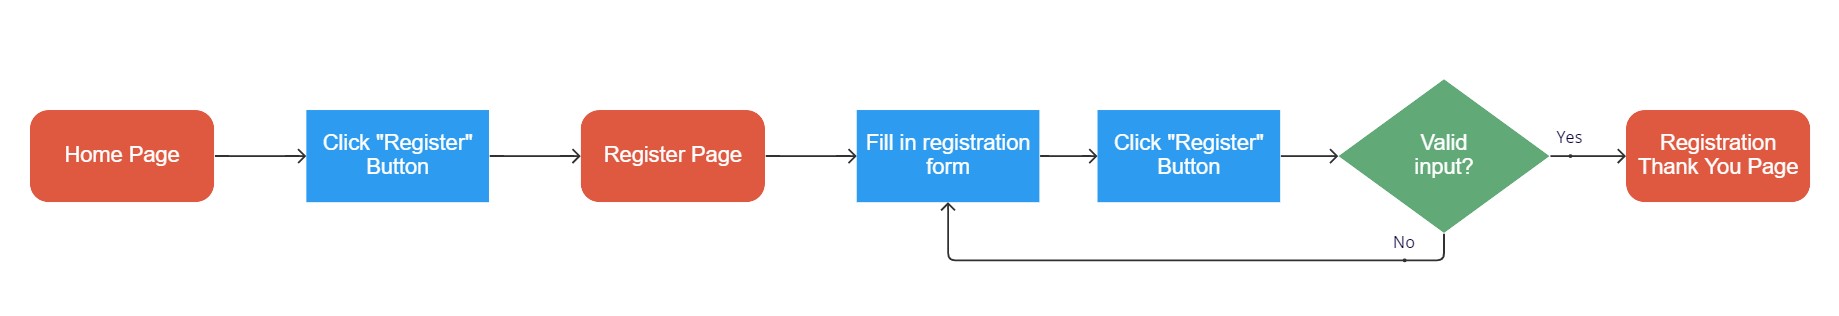 Home Page
Click "Register"
Button
Register Page
Fill in registration
form
Click "Register"
Button
Valid
input?
Yes
Registration
Thank You Page
No